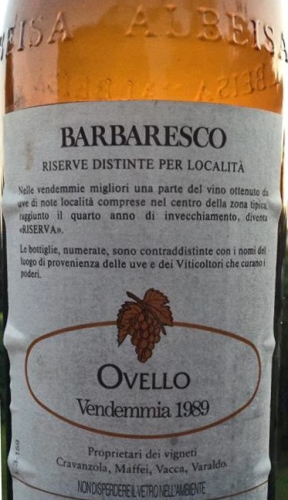 ALBEISA
BARBARESCO
RISERVE DISTINTE PER LOCALITÀ
Nelle vendemmie migliori una parte del vino ottenuto da
uve di note località comprese nel centro della zona tipica,
raggiunto il quarto anno di invecchiamento, diventa
«RISERVA».
Le bottiglie, numerate, sono contraddistinte con i nomi del
luogo di provenienza delle uve e dei Viticoltori che curano i
poderi.
OVELLO
Vendemmia 1989
Proprietari dei vigneti
Cravanzola, Maffei, Vacca, Varaldo
NON DISPERDERE IL VETRO NELL'AMBIENTE